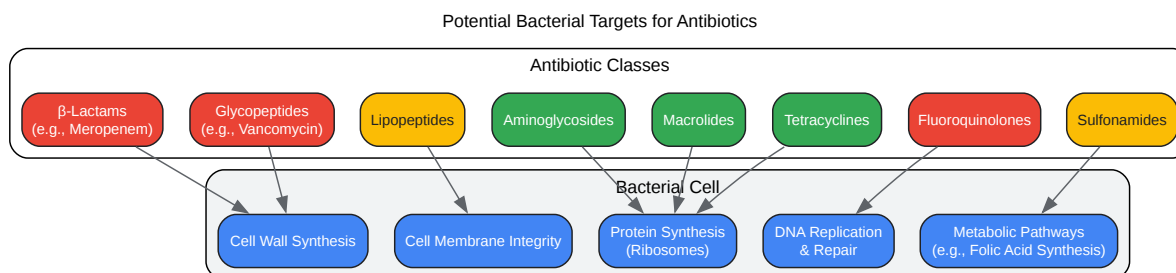 Potential Bacterial Targets for Antibiotics
Antibiotic Classes
β-Lactams
(e.g., Meropenem)
Glycopeptides
(e.g., Vancomycin)
Lipopeptides
Aminoglycosides
Macrolides
Tetracyclines
Fluoroquinolones
Sulfonamides
Bacterial Cell
Cell Wall Synthesis
Cell Membrane Integrity
Protein Synthesis
(Ribosomes)
DNA Replication
& Repair
Metabolic Pathways
(e.g., Folic Acid Synthesis)